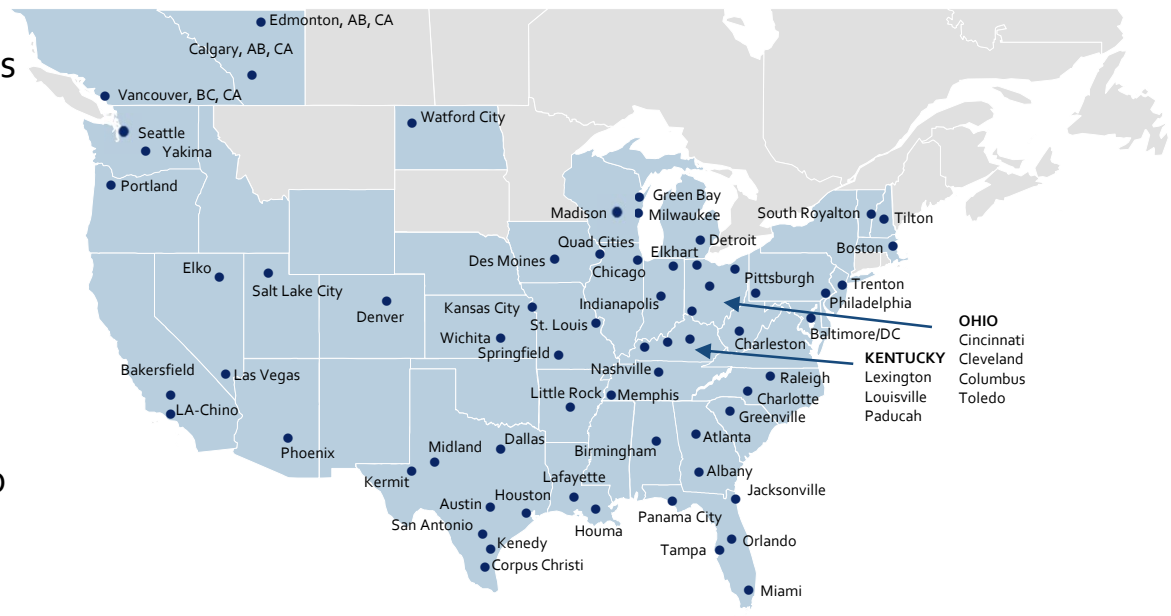 Edmonton, AB, CA
Calgary, AB, CA
s
Vancouver, BC, CA
Watford City
Seattle
Yakima
Portland
Green Bay
Madison
Milwaukee
South Royalton
Tilton
Quad Cities
Detroit
Boston
Elkhart
Des Moines
Chicago
Elko
Salt Lake City
Pittsburgh
Trenton
Denver
Kansas City
Indianapolis
Philadelphia
St. Louis
Baltimore/DC
Wichita
Charleston
Springfield
OHIO
Cincinnati
Cleveland
Columbus
Toledo
KENTUCKY
Lexington
Louisville
Paducah
Bakersfield
Las Vegas
Nashville
Raleigh
LA-Chino
Little Rock
Memphis
Charlotte
Greenville
Phoenix
Midland
Dallas
Birmingham
Atlanta
Kermit
Lafayette
Albany
Austin
Houston
Jacksonville
San Antonio
Houma
Panama City
Kenedy
Orlando
Tampa
Corpus Christi
Miami